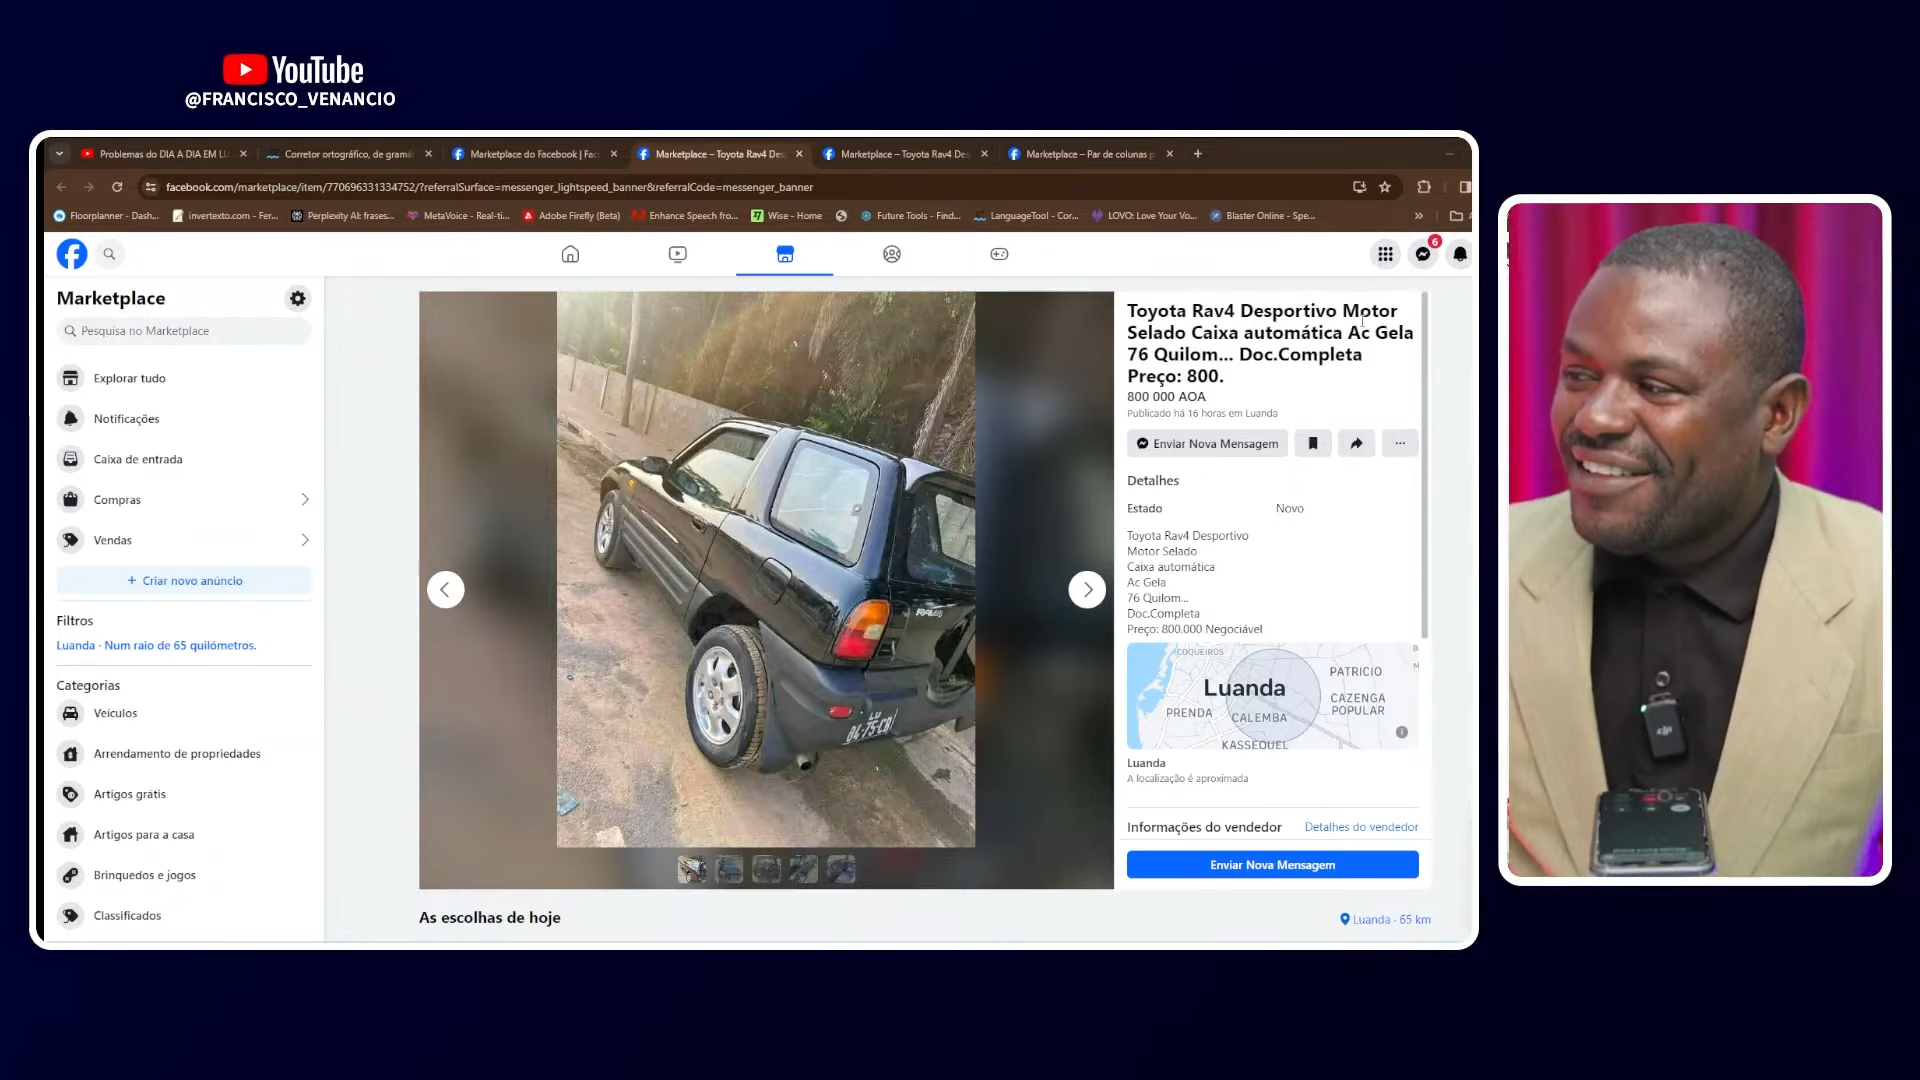 YouTube
@FRANCISCO_VENANCIO
Problemas do DIA A DIA EM L
Corretor ortográfico, de gramá
Marketplace do Facebook | Fac
Marketplace – Toyota Rav4 Des
Marketplace – Toyota Rav4 Des
Marketplace – Par de colunas p
facebook.com/marketplace/item/770696331334752/?referralSurface=messenger_lightspeed_banner&referralCode=messenger_banner
Floorplanner - Dash...
invertexto.com - Fer...
Perplexity AI: frases...
MetaVoice - Real-ti...
Adobe Firefly (Beta)
Enhance Speech fro...
Wise - Home
Future Tools - Find...
LanguageTool - Cor...
LOVO: Love Your Vo...
Blaster Online - Spe...
6
Marketplace
Pesquisa no Marketplace
Explorar tudo
Notificações
Caixa de entrada
Compras
Vendas
+ Criar novo anúncio
Filtros
Luanda · Num raio de 65 quilómetros.
Categorias
Veículos
Arrendamento de propriedades
Artigos grátis
Artigos para a casa
Brinquedos e jogos
Classificados
RAV4
Toyota Rav4 Desportivo Motor
Selado Caixa automática Ac Gela
76 Quilom... Doc.Completa
Preço: 800.
800 000 AOA
Publicado há 16 horas em Luanda
Enviar Nova Mensagem
Detalhes
Estado Novo
Toyota Rav4 Desportivo
Motor Selado
Caixa automática
Ac Gela
76 Quilom...
Doc.Completa
Preço: 800.000 Negociável
COQUEIROS
PATRICIO
Luanda
CAZENGA
POPULAR
PRENDA
CALEMBA
KASSEQUEL
Luanda
A localização é aproximada
Informações do vendedor Detalhes do vendedor
Enviar Nova Mensagem
As escolhas de hoje
Luanda · 65 km
dji